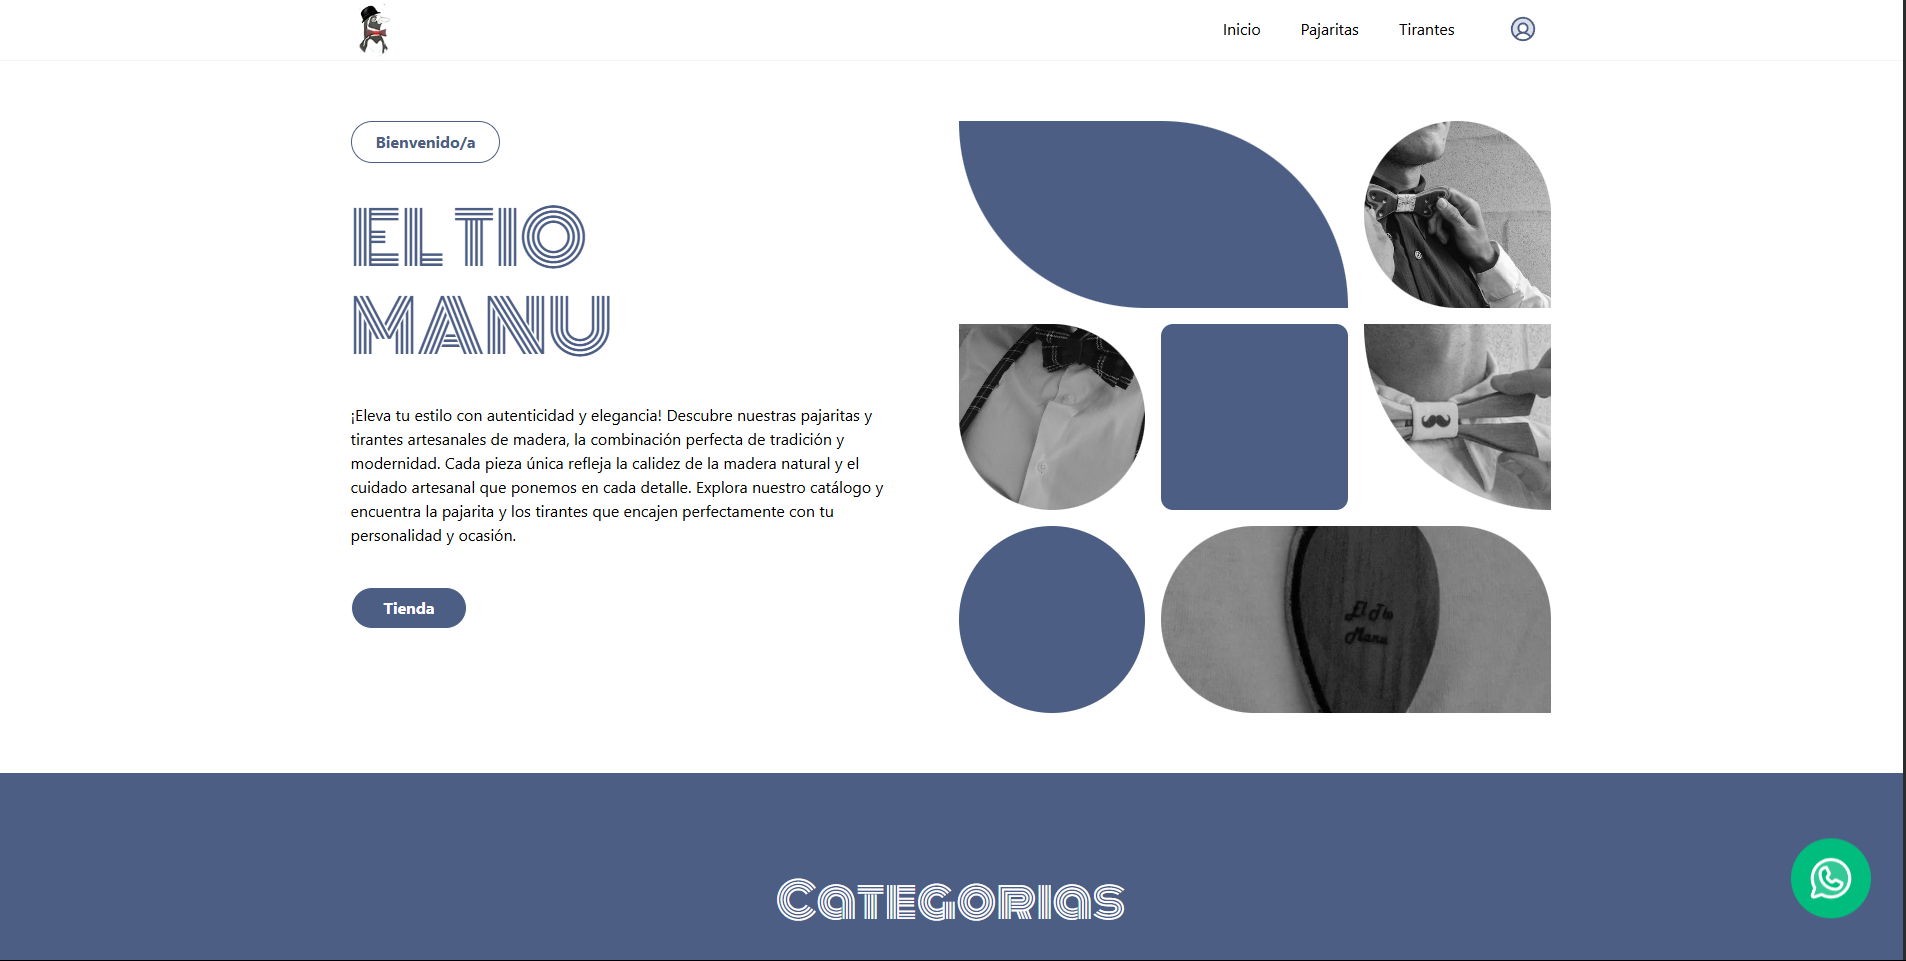 Inicio
Pajaritas
Tirantes
Bienvenido/a
EL TIO
MANU
¡Eleva tu estilo con autenticidad y elegancia! Descubre nuestras pajaritas y
tirantes artesanales de madera, la combinación perfecta de tradición y
modernidad. Cada pieza única refleja la calidez de la madera natural y el
cuidado artesanal que ponemos en cada detalle. Explora nuestro catálogo y
encuentra la pajarita y los tirantes que encajen perfectamente con tu
personalidad y ocasión.
Tienda
El Tio
Manu
Categorias